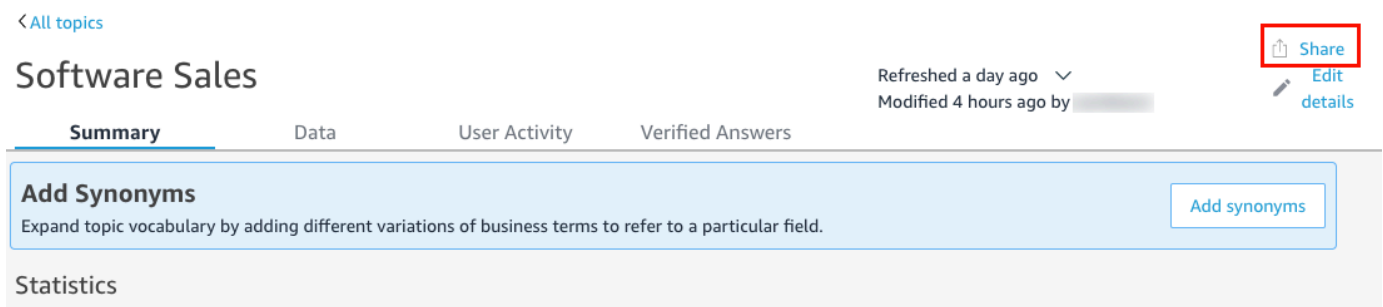 All topics
Share
Software Sales
Refreshed a day ago
Edit
Modified 4 hours ago by
details
Summary Data User Activity Verified Answers
Add Synonyms
Add synonyms
Expand topic vocabulary by adding different variations of business terms to refer to a particular field.
Statistics